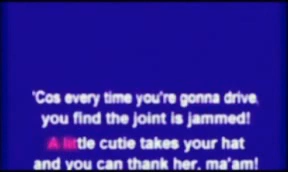 'Cos every time you're gonna drive,
you find the joint is jammed!
A little cutie takes your hat
and you can thank her, ma'am!